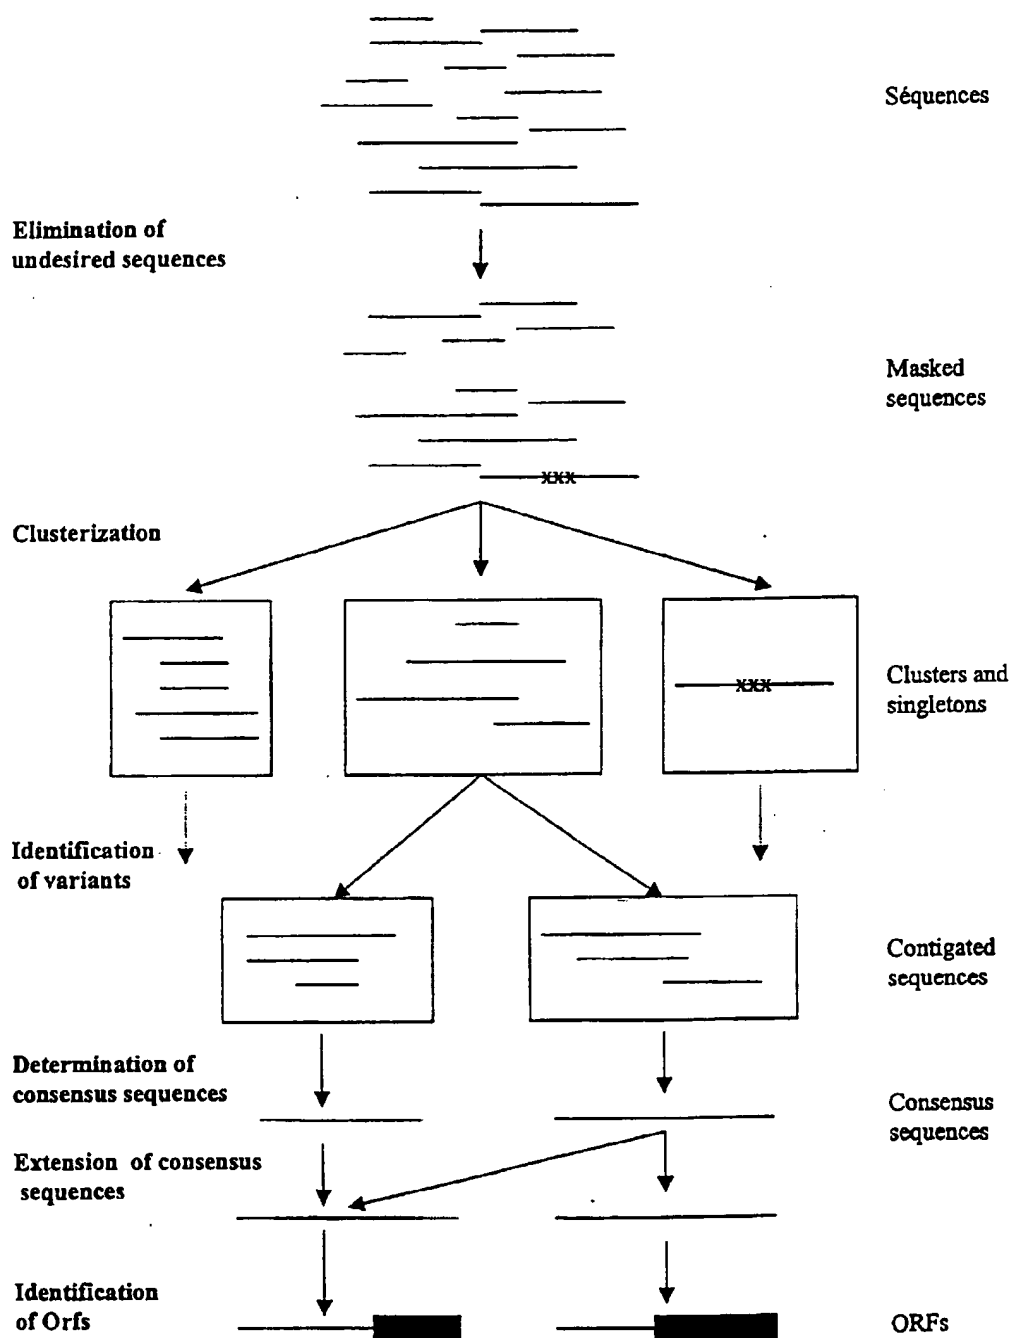 Séquences
Elimination of
undesired sequences
Masked
sequences
xxx
Clusterization
Clusters and
singletons
xxx
Identification
of variants
Contigated
sequences
Determination of
consensus sequences
Consensus
sequences
Extension of consensus
sequences
Identification
of Orfs
ORFs